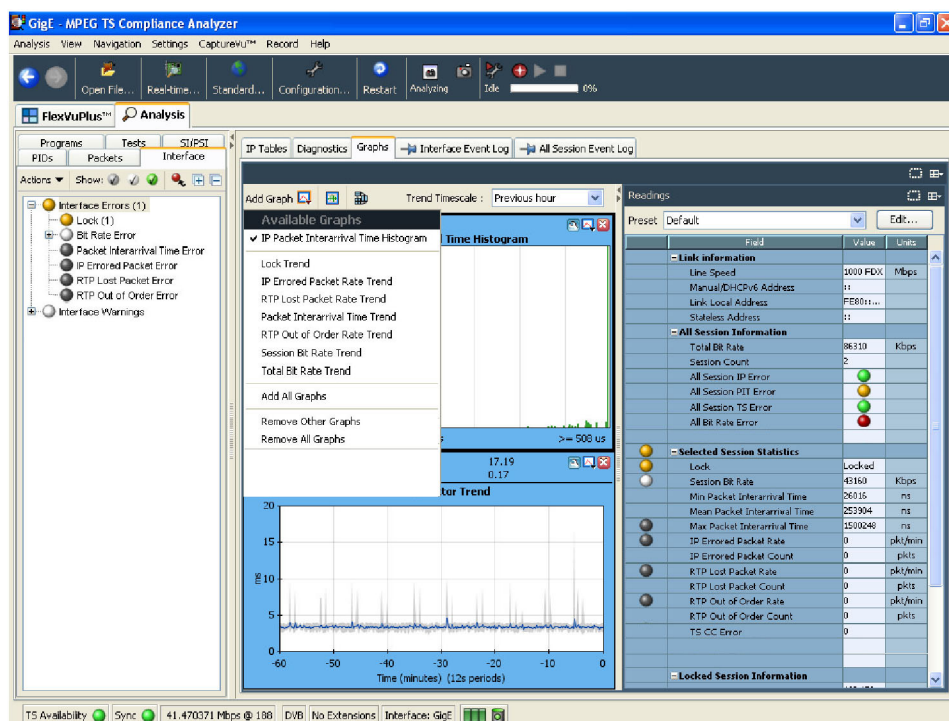 GigE - MPEG TS Compliance Analyzer
Analysis View Navigation Settings CaptureVu™ Record Help
Open File... Real-time... Standard... Configuration... Restart Analyzing Idle 0%
FlexVuPlus™ Analysis
Programs Tests SI/PSI
PIDs Packets Interface
Actions Show:
Interface Errors (1)
Lock (1)
Bit Rate Error
Packet Interarrival Time Error
IP Errored Packet Error
RTP Lost Packet Error
RTP Out of Order Error
Interface Warnings
IP Tables Diagnostics Graphs Interface Event Log All Session Event Log
Add Graph Trend Timescale : Previous hour
Available Graphs
IP Packet Interarrival Time Histogram
Lock Trend
IP Errored Packet Rate Trend
RTP Lost Packet Rate Trend
Packet Interarrival Time Trend
RTP Out of Order Rate Trend
Session Bit Rate Trend
Total Bit Rate Trend
Add All Graphs
Remove Other Graphs
Remove All Graphs
Time Histogram
>= 508 us
17.19
0.17
tor Trend
20
15
10
5
0
ms
-60 -50 -40 -30 -20 -10 0
Time (minutes) (12s periods)
Readings
Preset Default Edit...
Field Value Units
Link information
Line Speed 1000 FDX Mbps
Manual/DHCPv6 Address ::
Link Local Address FE80::...
Stateless Address ::
All Session Information
Total Bit Rate 86310 Kbps
Session Count 2
All Session IP Error
All Session PIT Error
All Session TS Error
All Bit Rate Error
Selected Session Statistics
Lock Locked
Session Bit Rate 43160 Kbps
Min Packet Interarrival Time 26016 ns
Mean Packet Interarrival Time 253904 ns
Max Packet Interarrival Time 1500248 ns
IP Errored Packet Rate 0 pkt/min
IP Errored Packet Count 0 pkts
RTP Lost Packet Rate 0 pkt/min
RTP Lost Packet Count 0 pkts
RTP Out of Order Rate 0 pkt/min
RTP Out of Order Count 0 pkts
TS CC Error 0
Locked Session Information
TS Availability Sync 41.470371 Mbps @ 188 DVB No Extensions Interface: GigE